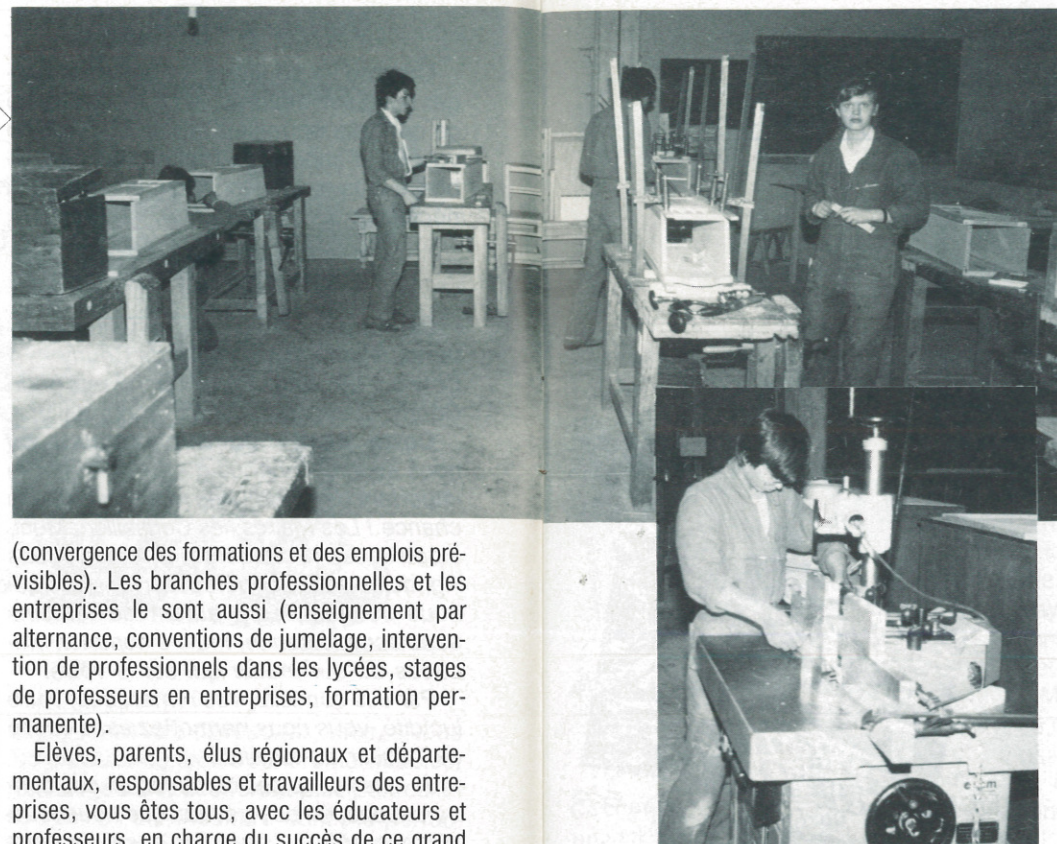 (convergence des formations et des emplois pré-
visibles). Les branches professionnelles et les
entreprises le sont aussi (enseignement par
alternance, conventions de jumelage, interven-
tion de professionnels dans les lycées, stages
de professeurs en entreprises, formation per-
manente).
Elèves, parents, élus régionaux et départe-
mentaux, responsables et travailleurs des entre-
prises, vous êtes tous, avec les éducateurs et
professeurs, en charge du succès de ce grand